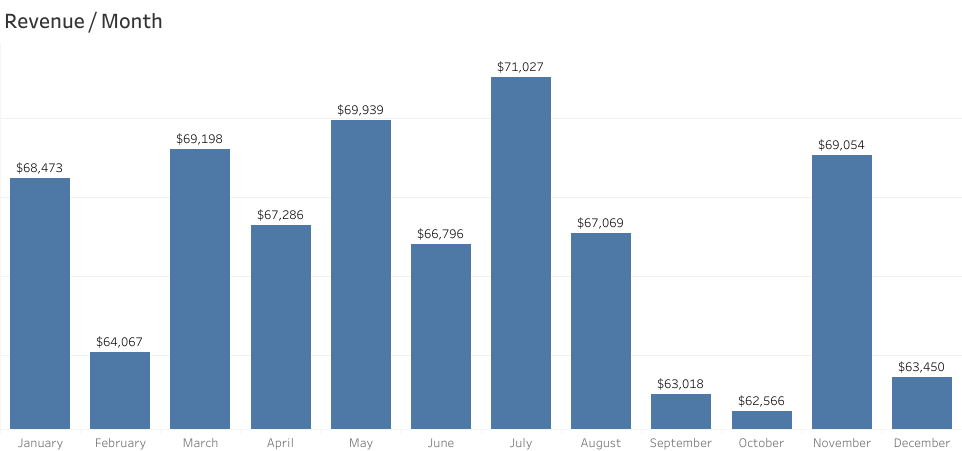 Revenue / Month
$68,473
$64,067
$69,198
$67,286
$69,939
$66,796
$71,027
$67,069
$63,018
$62,566
$69,054
$63,450
January
February
March
April
May
June
July
August
September
October
November
December